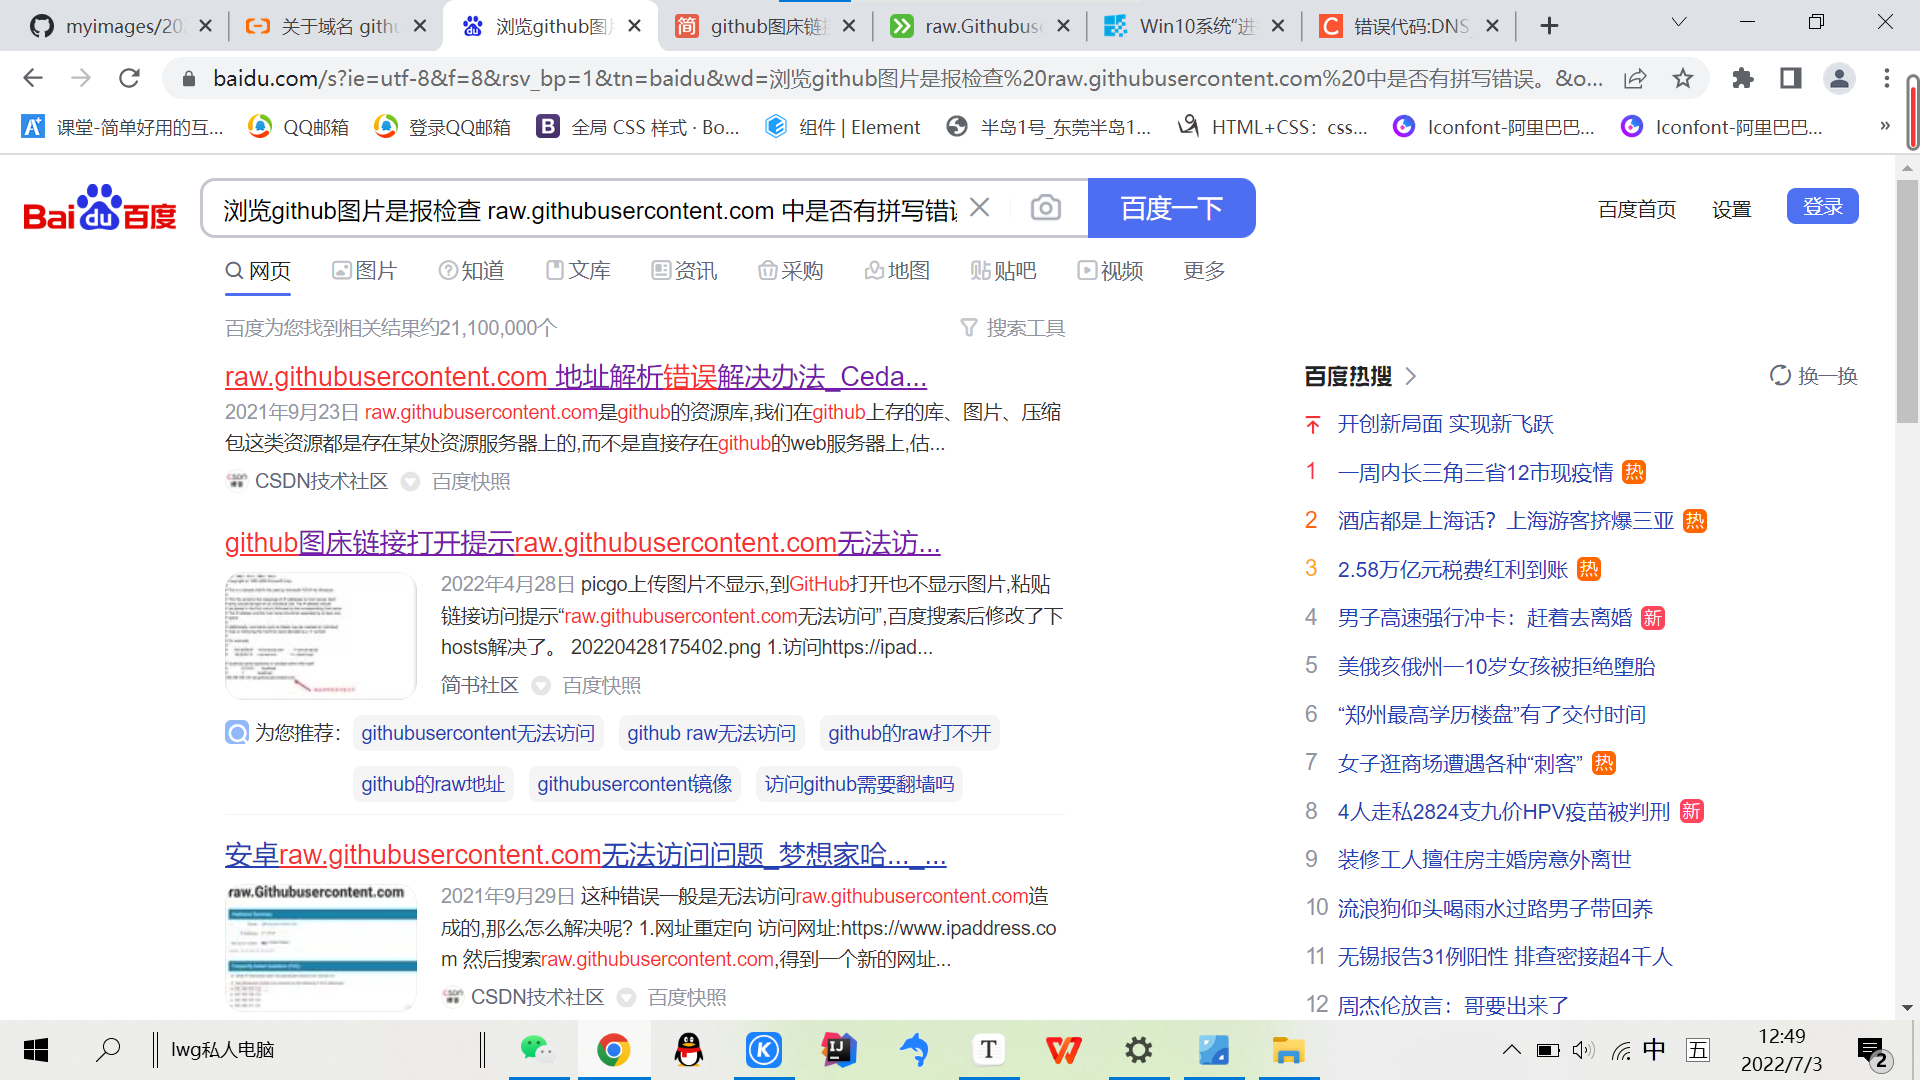 myimages/20
关于域名 githu
浏览github图片
github图床链接
raw.Githubuse
Win10系统“进
错误代码:DNS_
baidu.com/s?ie=utf-8&f=8&rsv_bp=1&tn=baidu&wd=浏览github图片是报检查%20raw.githubusercontent.com%20中是否有拼写错误。&o...
课堂-简单好用的互...
QQ邮箱
登录QQ邮箱
全局 CSS 样式 · Bo...
组件 | Element
半岛1号_东莞半岛1...
HTML+CSS：css...
Iconfont-阿里巴巴...
Iconfont-阿里巴巴...
»
Bai du 百度
浏览github图片是报检查 raw.githubusercontent.com 中是否有拼写错误
百度一下
百度首页
设置
登录
网页
图片
知道
文库
资讯
采购
地图
贴吧
视频
更多
百度为您找到相关结果约21,100,000个
搜索工具
raw.githubusercontent.com 地址解析错误解决办法_Ceda...
2021年9月23日 raw.githubusercontent.com是github的资源库,我们在github上存的库、图片、压缩
包这类资源都是存在某处资源服务器上的,而不是直接存在github的web服务器上,估...
CSDN技术社区
百度快照
github图床链接打开提示raw.githubusercontent.com无法访...
2022年4月28日 picgo上传图片不显示,到GitHub打开也不显示图片,粘贴
链接访问提示“raw.githubusercontent.com无法访问”,百度搜索后修改了下
hosts解决了。 20220428175402.png 1.访问https://ipad...
简书社区
百度快照
为您推荐：
githubusercontent无法访问
github raw无法访问
github的raw打不开
github的raw地址
githubusercontent镜像
访问github需要翻墙吗
安卓raw.githubusercontent.com无法访问问题_梦想家哈..._...
raw.Githubusercontent.com
2021年9月29日 这种错误一般是无法访问raw.githubusercontent.com造
成的,那么怎么解决呢? 1.网址重定向 访问网址:https://www.ipaddress.co
m 然后搜索raw.githubusercontent.com,得到一个新的网址...
CSDN技术社区
百度快照
百度热搜
换一换
开创新局面 实现新飞跃
1 一周内长三角三省12市现疫情 热
2 酒店都是上海话？上海游客挤爆三亚 热
3 2.58万亿元税费红利到账 热
4 男子高速强行冲卡：赶着去离婚 新
5 美俄亥俄州一10岁女孩被拒绝堕胎
6 “郑州最高学历楼盘”有了交付时间
7 女子逛商场遭遇各种“刺客” 热
8 4人走私2824支九价HPV疫苗被判刑 新
9 装修工人擅住房主婚房意外离世
10 流浪狗仰头喝雨水过路男子带回养
11 无锡报告31例阳性 排查密接超4千人
12 周杰伦放言：哥要出来了
lwg私人电脑
中
五
12:49
2022/7/3
2